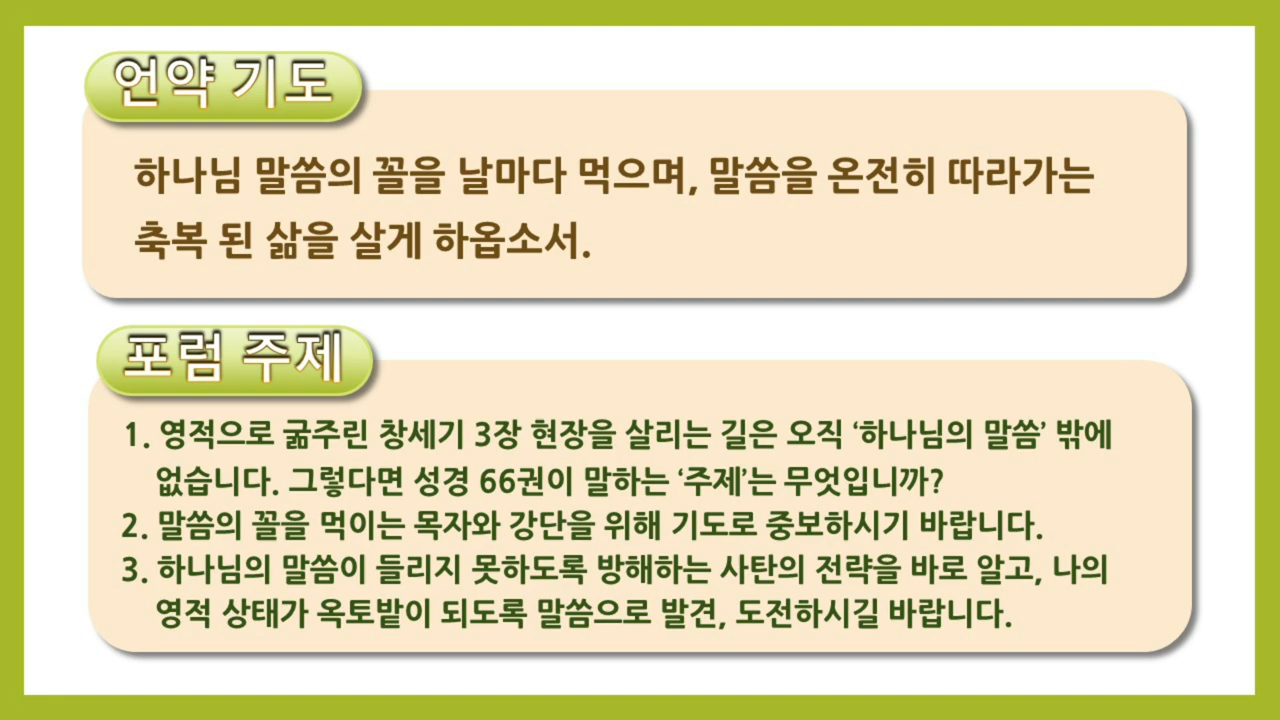 언약 기도
하나님 말씀의 꼴을 날마다 먹으며, 말씀을 온전히 따라가는
축복 된 삶을 살게 하옵소서.
포럼 주제
1. 영적으로 굶주린 창세기 3장 현장을 살리는 길은 오직 ‘하나님의 말씀’ 밖에
없습니다. 그렇다면 성경 66권이 말하는 ‘주제’는 무엇입니까?
2. 말씀의 꼴을 먹이는 목자와 강단을 위해 기도로 중보하시기 바랍니다.
3. 하나님의 말씀이 들리지 못하도록 방해하는 사탄의 전략을 바로 알고, 나의
영적 상태가 옥토밭이 되도록 말씀으로 발견, 도전하시길 바랍니다.